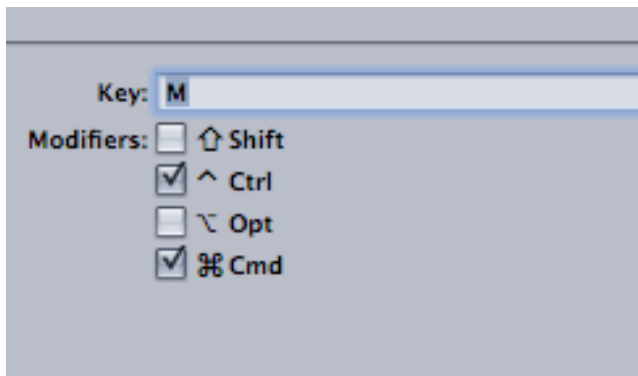 Key: M
Modifiers: ⇧ Shift
^ Ctrl
⌥ Opt
⌘ Cmd